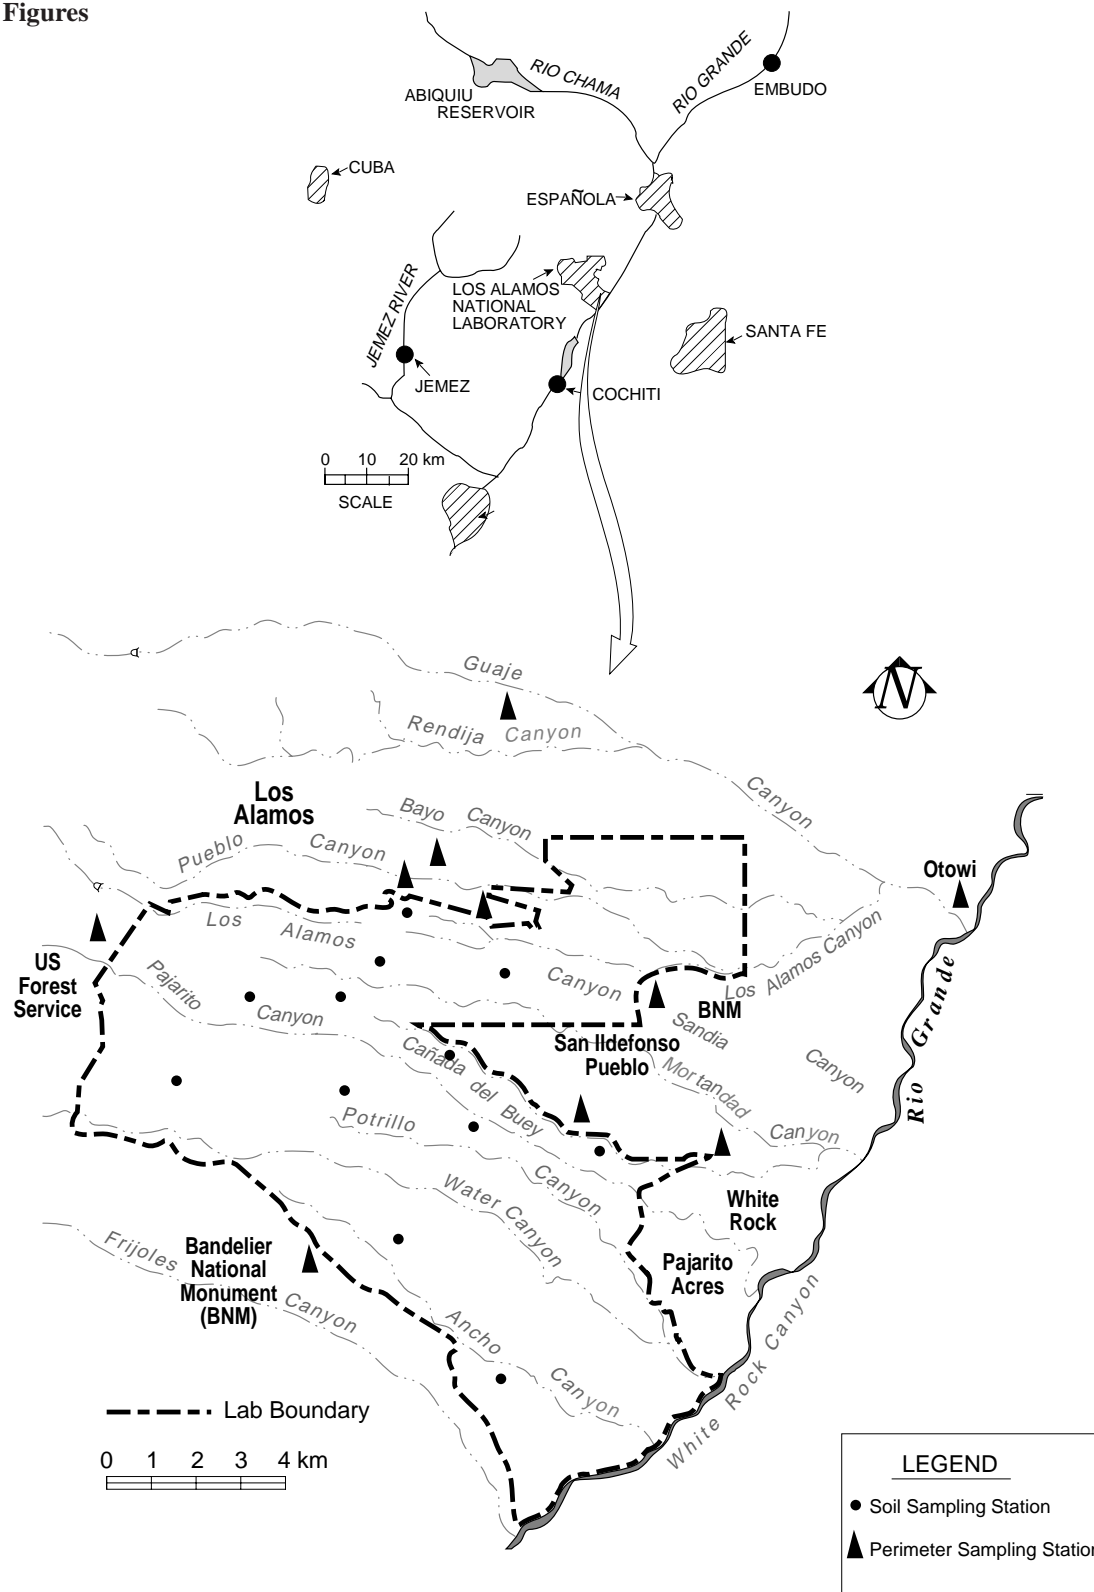 Figures
RIO CHAMA
RIO GRANDE
ABIQUIU
RESERVOIR
EMBUDO
CUBA
ESPAÑOLA
JEMEZ RIVER
LOS ALAMOS
NATIONAL
LABORATORY
SANTA FE
JEMEZ
COCHITI
0 10 20 km
SCALE
Guaje
N
Rendija Canyon
Canyon
Los
Alamos
Bayo Canyon
Pueblo Canyon
Otowi
Los Alamos Canyon
Los Alamos Canyon
US
Forest
Service
Pajarito
Canyon
BNM
Sandia
Canyon
San Ildefonso
Pueblo
Rio Grande
Cañada del Buey
Mortandad
Canyon
Potrillo
Canyon
Water Canyon
White
Rock
Frijoles
Canyon
Bandelier
National
Monument
(BNM)
Pajarito
Acres
Ancho
Canyon
White Rock Canyon
Lab Boundary
0 1 2 3 4 km
LEGEND
Soil Sampling Station
Perimeter Sampling Station